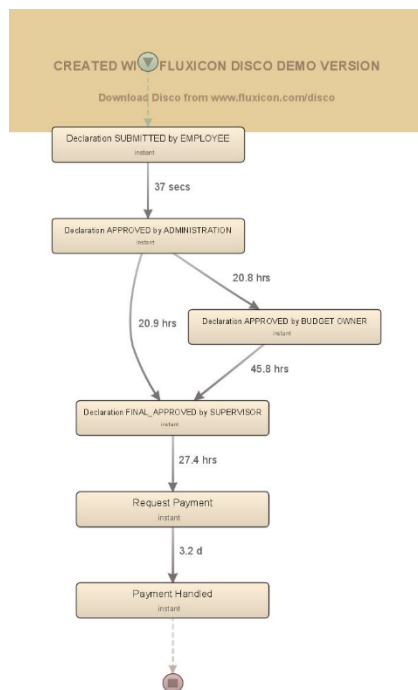 CREATED WI FLUXICON DISCO DEMO VERSION
Download Disco from www.fluxicon.com/disco
Declaration SUBMITTED by EMPLOYEE
instant
37 secs
Declaration APPROVED by ADMINISTRATION
instant
20.8 hrs
20.9 hrs
Declaration APPROVED by BUDGET OWNER
instant
45.8 hrs
Declaration FINAL_APPROVED by SUPERVISOR
instant
27.4 hrs
Request Payment
instant
3.2 d
Payment Handled
instant